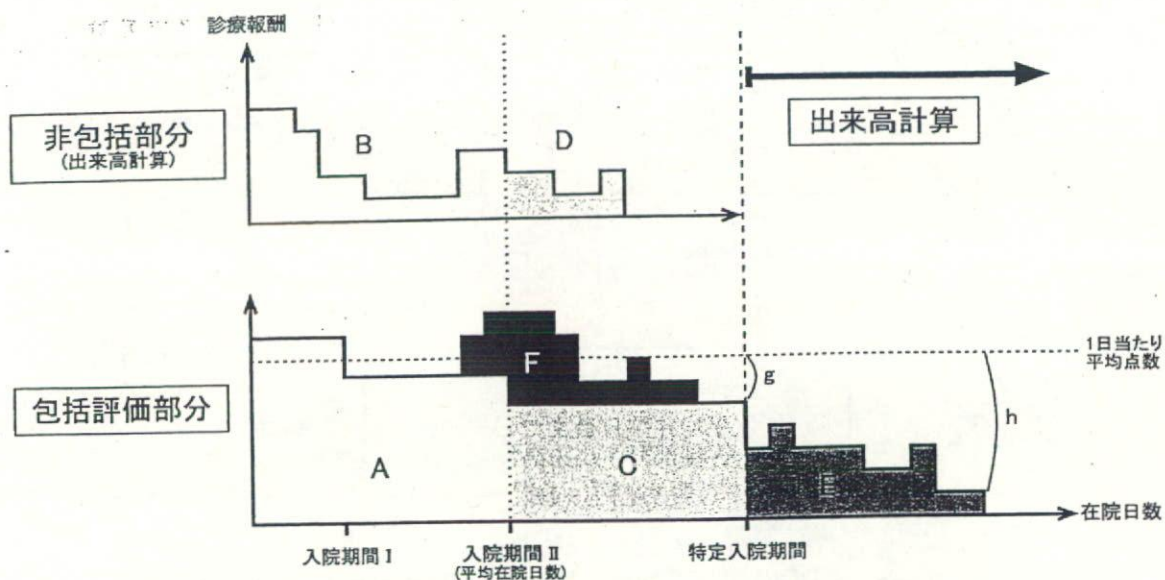 診療報酬
非包括部分
(出来高計算)
B
D
出来高計算
1日当たり
平均点数
包括評価部分
F
g
h
A
C
E
在院日数
入院期間Ⅰ
入院期間Ⅱ
(平均在院日数)
特定入院期間